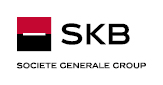 SKB
SOCIETE GENERALE GROUP